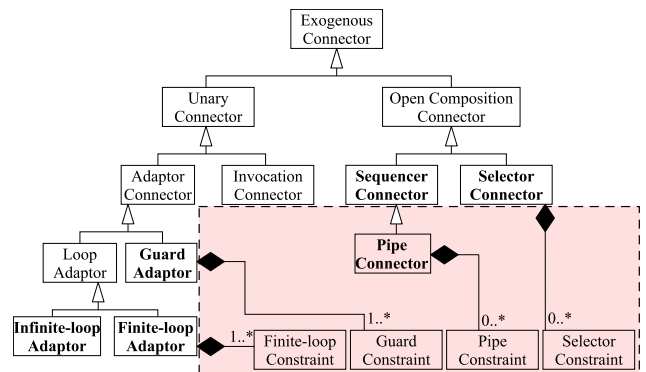 Exogenous
Connector
Unary
Connector
Open Composition
Connector
Adaptor
Connector
Invocation
Connector
Sequencer
Connector
Selector
Connector
Loop
Adaptor
Guard
Adaptor
Pipe
Connector
Infinite-loop
Adaptor
Finite-loop
Adaptor
1..*
1..*
0..*
0..*
Finite-loop
Constraint
Guard
Constraint
Pipe
Constraint
Selector
Constraint